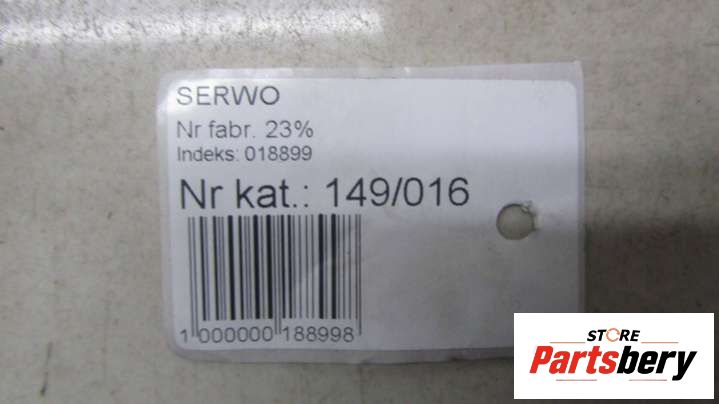 SERWO
Nr fabr. 23%
Indeks: 018899
Nr kat.: 149/016
1 000000 188998
STORE
Partsbery